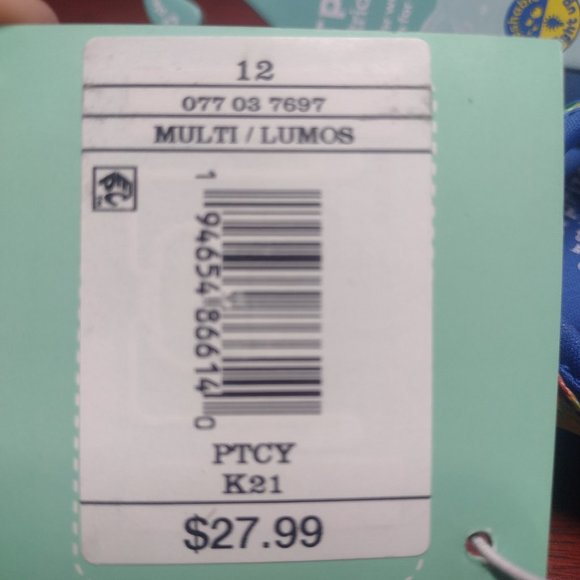 12
077 03 7697
MULTI / LUMOS
1 94654 86614 0
PTCY
K21
$27.99